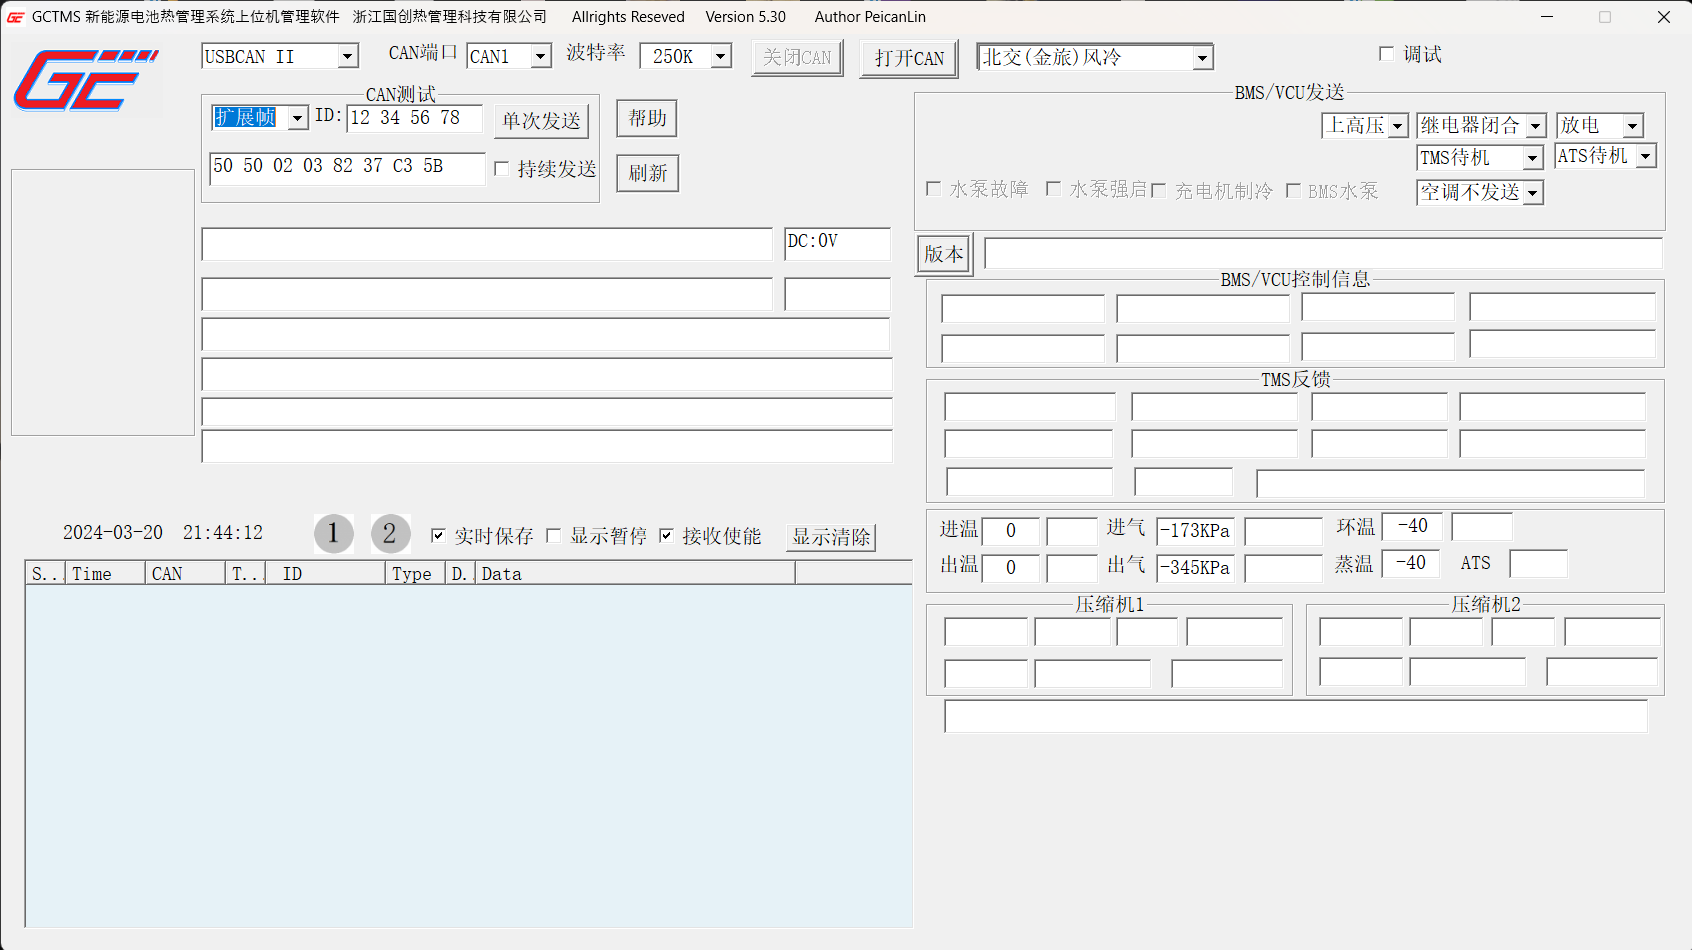 GCTMS 新能源电池热管理系统上位机管理软件 浙江国创热管理科技有限公司 Allrights Reseved Version 5.30 Author PeicanLin
GC
USBCAN II CAN端口 CAN1 波特率 250K 关闭CAN 打开CAN 北交(金旅)风冷 调试
CAN测试
扩展帧 ID: 12 34 56 78 单次发送
50 50 02 03 82 37 C3 5B 持续发送
帮助
刷新
BMS/VCU发送
上高压 继电器闭合 放电
TMS待机 ATS待机
水泵故障 水泵强启 充电机制冷 BMS水泵 空调不发送
DC:0V
版本
BMS/VCU控制信息
TMS反馈
2024-03-20 21:44:12 1 2 实时保存 显示暂停 接收使能 显示清除
S... Time CAN T... ID Type D... Data
进温 0 进气 -173KPa 环温 -40
出温 0 出气 -345KPa 蒸温 -40 ATS
压缩机1 压缩机2